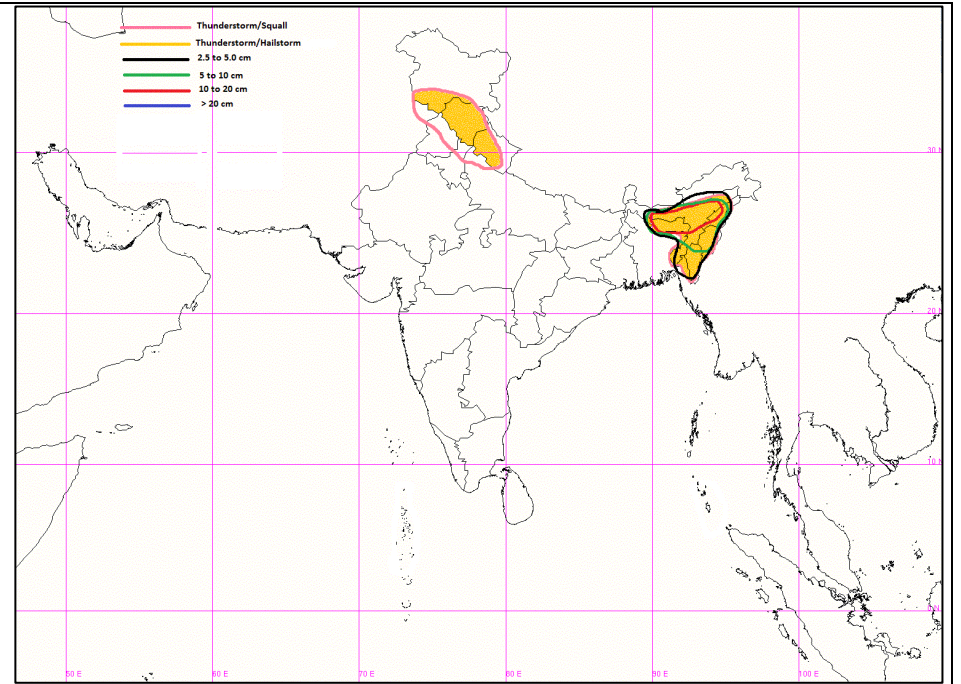 Thunderstorm/Squall
Thunderstorm/Hailstorm
2.5 to 5.0 cm
5 to 10 cm
10 to 20 cm
> 20 cm
30 N
20 N
10 N
50 E
60 E
70 E
80 E
90 E
100 E